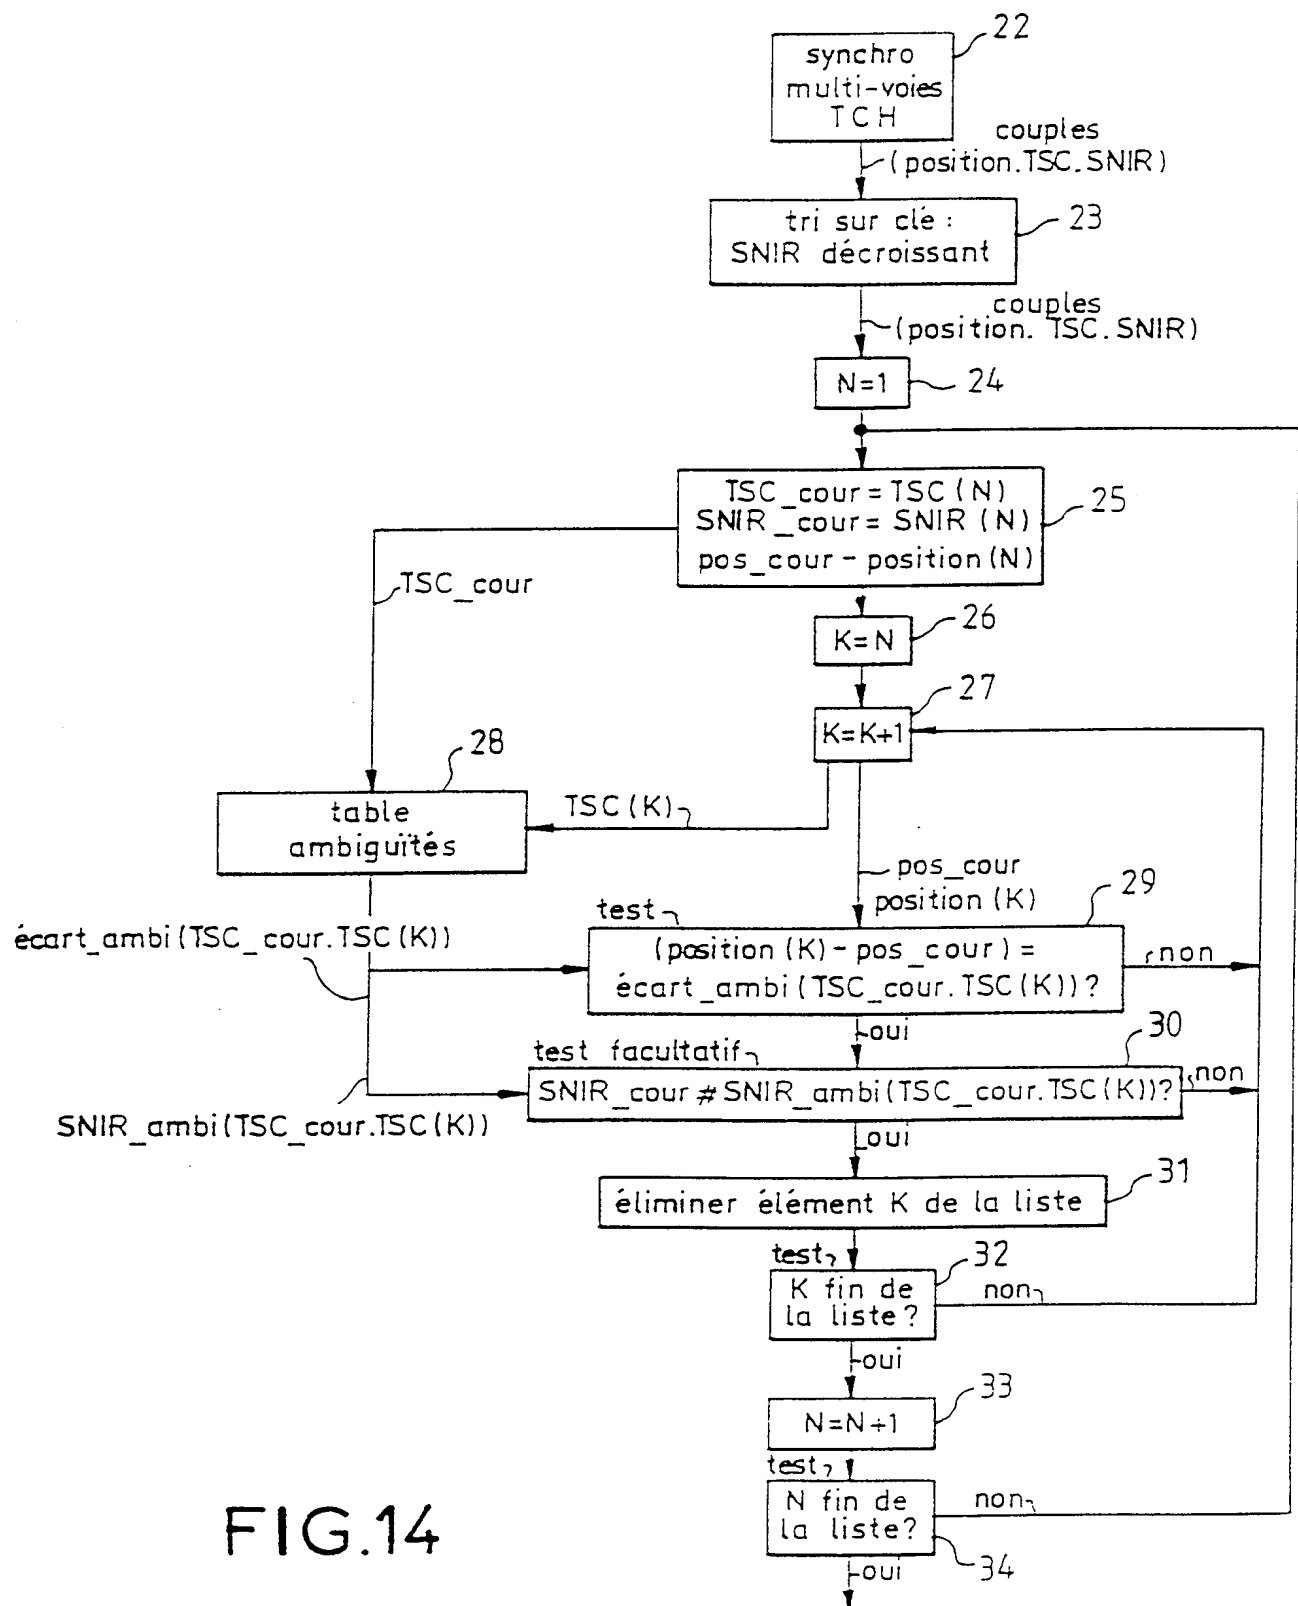 22
synchro
multi-voies
TCH
couples
(position.TSC.SNIR)
23
tri sur clé :
SNIR décroissant
couples
(position. TSC.SNIR)
24
N=1
25
TSC_cour = TSC (N)
SNIR_cour = SNIR (N)
pos_cour - position (N)
TSC_cour
26
K=N
27
K=K+1
28
table
ambiguïtés
TSC (K)
pos_cour
position (K)
29
test
(position (K) - pos_cour) =
écart_ambi (TSC_cour.TSC(K)) ?
non
écart_ambi (TSC_cour.TSC(K))
oui
30
test facultatif
SNIR_cour # SNIR_ambi (TSC_cour.TSC(K))?
non
SNIR_ambi (TSC_cour.TSC(K))
oui
31
éliminer élément K de la liste
test
32
K fin de
la liste ?
non
oui
33
N=N+1
test
N fin de
la liste?
non
34
oui
FIG.14